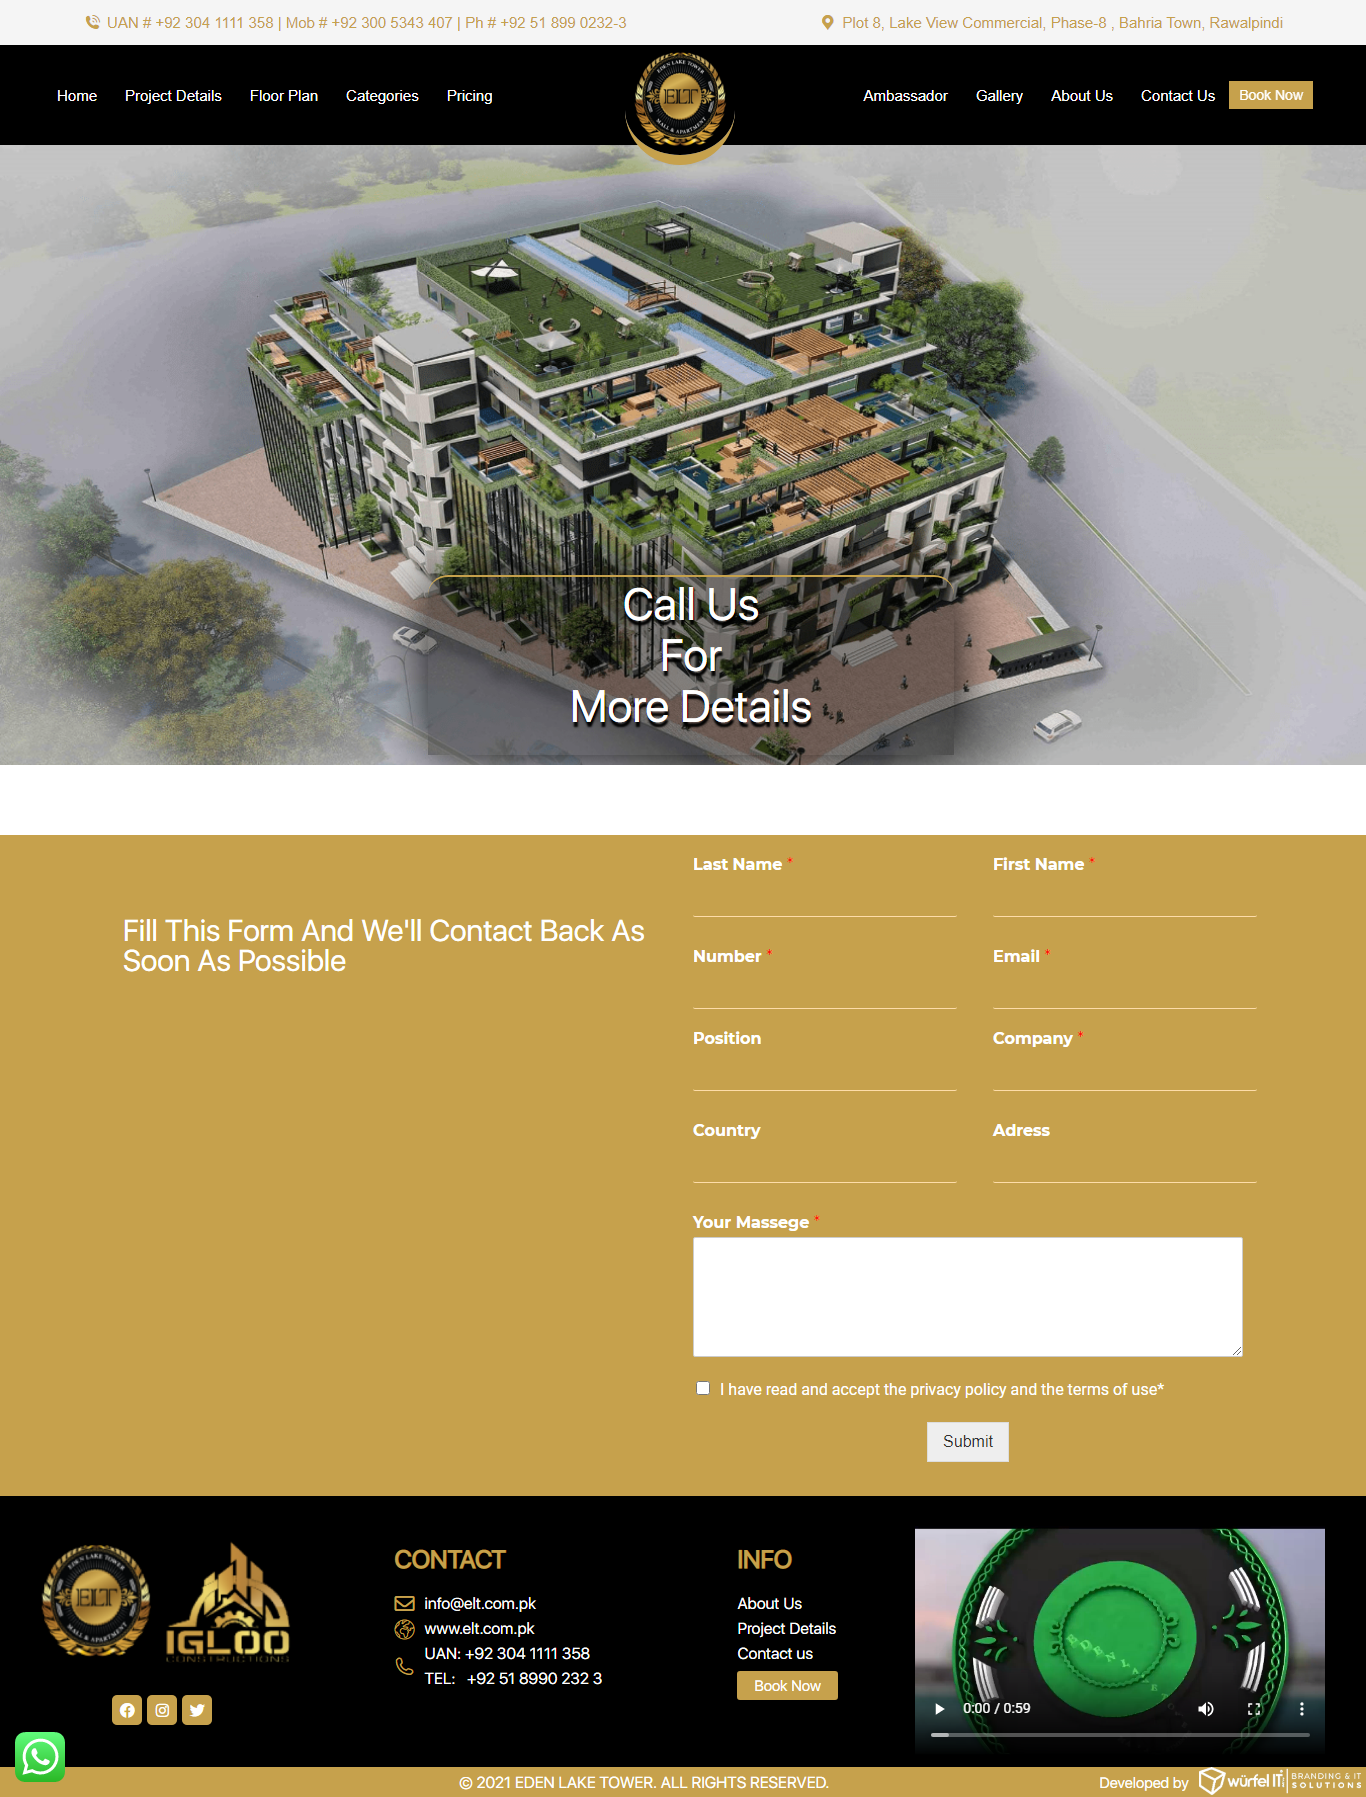 UAN # +92 304 1111 358 | Mob # +92 300 5343 407 | Ph # +92 51 899 0232-3
Plot 8, Lake View Commercial, Phase-8 , Bahria Town, Rawalpindi
Home
Project Details
Floor Plan
Categories
Pricing
EDEN LAKE TOWER
ELT
MALL & APARTMENT
Ambassador
Gallery
About Us
Contact Us
Book Now
Call Us
For
More Details
Fill This Form And We'll Contact Back As
Soon As Possible
Last Name *
First Name *
Number *
Email *
Position
Company *
Country
Adress
Your Massege *
I have read and accept the privacy policy and the terms of use*
Submit
EDEN LAKE TOWER
ELT
MALL & APARTMENT
IGLOO
CONSTRUCTIONS
CONTACT
info@elt.com.pk
www.elt.com.pk
UAN: +92 304 1111 358
TEL: +92 51 8990 232 3
INFO
About Us
Project Details
Contact us
Book Now
EDEN LA
0:00 / 0:59
© 2021 EDEN LAKE TOWER. ALL RIGHTS RESERVED.
Developed by
würfel IT
BRANDING & IT
SOLUTIONS